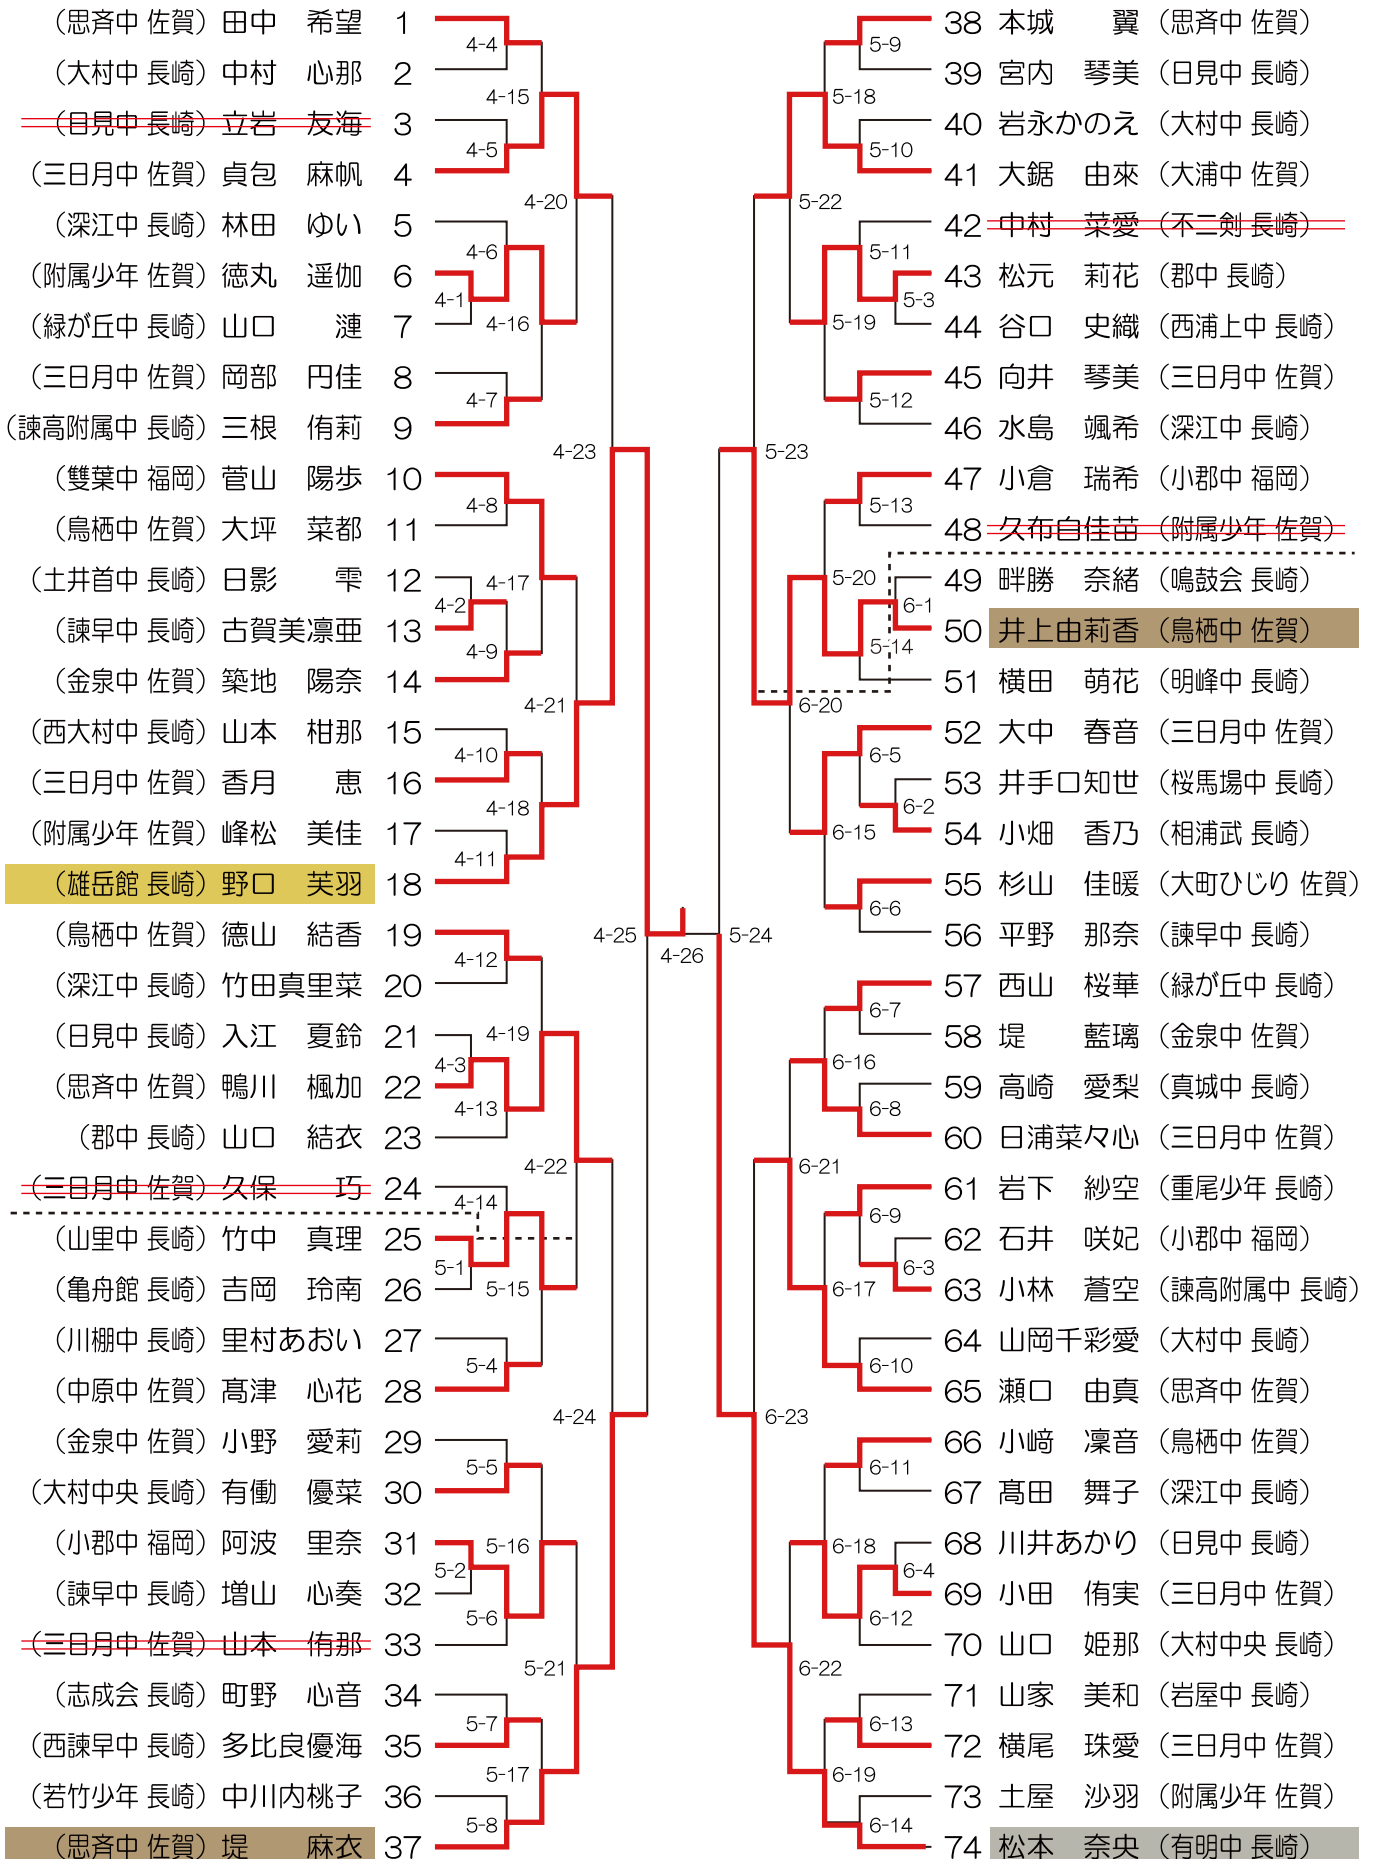 (思斉中 佐賀) 田中 希望 1
(大村中 長崎) 中村 心那 2
(日見中 長崎) 立岩 友海 3
(三日月中 佐賀) 貞包 麻帆 4
(深江中 長崎) 林田 ゆい 5
(附属少年 佐賀) 徳丸 遥伽 6
(緑が丘中 長崎) 山口 漣 7
(三日月中 佐賀) 岡部 円佳 8
(諫高附属中 長崎) 三根 侑莉 9
(雙葉中 福岡) 菅山 陽歩 10
(鳥栖中 佐賀) 大坪 菜都 11
(土井首中 長崎) 日影 雫 12
(諫早中 長崎) 古賀美凛亜 13
(金泉中 佐賀) 築地 陽奈 14
(西大村中 長崎) 山本 柑那 15
(三日月中 佐賀) 香月 恵 16
(附属少年 佐賀) 峰松 美佳 17
(雄岳館 長崎) 野口 芙羽 18
(鳥栖中 佐賀) 德山 結香 19
(深江中 長崎) 竹田真里菜 20
(日見中 長崎) 入江 夏鈴 21
(思斉中 佐賀) 鴨川 楓加 22
(郡中 長崎) 山口 結衣 23
(三日月中 佐賀) 久保 巧 24
(山里中 長崎) 竹中 真理 25
(亀舟館 長崎) 吉岡 玲南 26
(川棚中 長崎) 里村あおい 27
(中原中 佐賀) 髙津 心花 28
(金泉中 佐賀) 小野 愛莉 29
(大村中央 長崎) 有働 優菜 30
(小郡中 福岡) 阿波 里奈 31
(諫早中 長崎) 増山 心奏 32
(三日月中 佐賀) 山本 侑那 33
(志成会 長崎) 町野 心音 34
(西諫早中 長崎) 多比良優海 35
(若竹少年 長崎) 中川内桃子 36
(思斉中 佐賀) 堤 麻衣 37
4-4
4-15
4-5
4-20
4-6
4-1
4-16
4-7
4-23
4-8
4-17
4-2
4-9
4-21
4-10
4-18
4-11
4-25
4-12
4-19
4-3
4-13
4-22
4-14
5-1
5-15
5-4
4-24
5-5
5-16
5-2
5-6
5-21
5-7
5-17
5-8
4-26
5-24
5-9
5-18
5-10
5-22
5-11
5-3
5-19
5-12
5-23
5-13
5-20
6-1
5-14
6-20
6-5
6-2
6-15
6-6
6-7
6-16
6-8
6-21
6-9
6-3
6-17
6-10
6-23
6-11
6-18
6-4
6-12
6-22
6-13
6-19
6-14
38 本城 翼 (思斉中 佐賀)
39 宮内 琴美 (日見中 長崎)
40 岩永かのえ (大村中 長崎)
41 大鋸 由來 (大浦中 佐賀)
42 中村 菜愛 (不二剣 長崎)
43 松元 莉花 (郡中 長崎)
44 谷口 史織 (西浦上中 長崎)
45 向井 琴美 (三日月中 佐賀)
46 水島 颯希 (深江中 長崎)
47 小倉 瑞希 (小郡中 福岡)
48 久布白佳苗 (附属少年 佐賀)
49 畔勝 奈緒 (鳴鼓会 長崎)
50 井上由莉香 (鳥栖中 佐賀)
51 横田 萌花 (明峰中 長崎)
52 大中 春音 (三日月中 佐賀)
53 井手口知世 (桜馬場中 長崎)
54 小畑 香乃 (相浦武 長崎)
55 杉山 佳暖 (大町ひじり 佐賀)
56 平野 那奈 (諫早中 長崎)
57 西山 桜華 (緑が丘中 長崎)
58 堤 藍璃 (金泉中 佐賀)
59 高崎 愛梨 (真城中 長崎)
60 日浦菜々心 (三日月中 佐賀)
61 岩下 紗空 (重尾少年 長崎)
62 石井 咲妃 (小郡中 福岡)
63 小林 蒼空 (諫高附属中 長崎)
64 山岡千彩愛 (大村中 長崎)
65 瀬口 由真 (思斉中 佐賀)
66 小﨑 凜音 (鳥栖中 佐賀)
67 髙田 舞子 (深江中 長崎)
68 川井あかり (日見中 長崎)
69 小田 侑実 (三日月中 佐賀)
70 山口 姫那 (大村中央 長崎)
71 山家 美和 (岩屋中 長崎)
72 横尾 珠愛 (三日月中 佐賀)
73 土屋 沙羽 (附属少年 佐賀)
74 松本 奈央 (有明中 長崎)